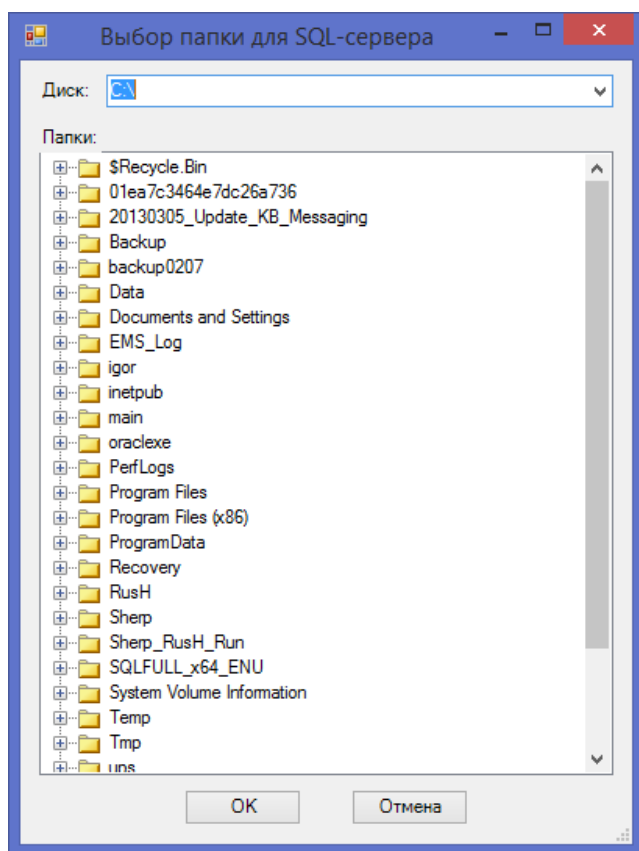 Выбор папки для SQL-сервера
Диск: C:\
Папки:
$Recycle.Bin
01ea7c3464e7dc26a736
20130305_Update_KB_Messaging
Backup
backup0207
Data
Documents and Settings
EMS_Log
igor
inetpub
main
oraclexe
PerfLogs
Program Files
Program Files (x86)
ProgramData
Recovery
RusH
Sherp
Sherp_RusH_Run
SQLFULL_x64_ENU
System Volume Information
Temp
Tmp
ups
OK Отмена